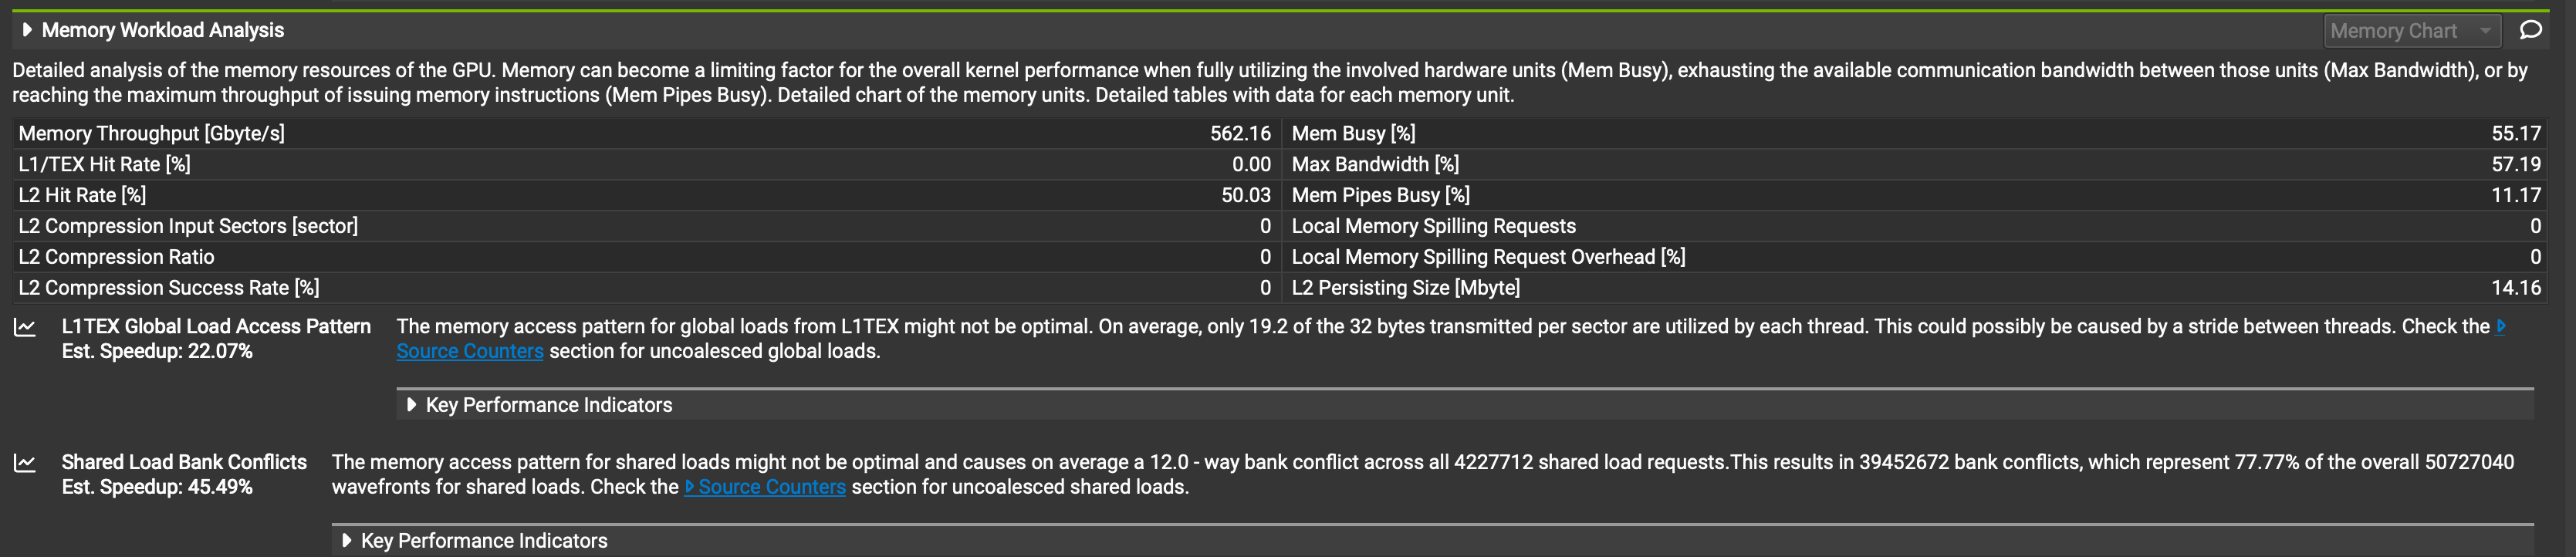 Memory Workload Analysis
Memory Chart
Detailed analysis of the memory resources of the GPU. Memory can become a limiting factor for the overall kernel performance when fully utilizing the involved hardware units (Mem Busy), exhausting the available communication bandwidth between those units (Max Bandwidth), or by
reaching the maximum throughput of issuing memory instructions (Mem Pipes Busy). Detailed chart of the memory units. Detailed tables with data for each memory unit.
Memory Throughput [Gbyte/s] 562.16 Mem Busy [%] 55.17
L1/TEX Hit Rate [%] 0.00 Max Bandwidth [%] 57.19
L2 Hit Rate [%] 50.03 Mem Pipes Busy [%] 11.17
L2 Compression Input Sectors [sector] 0 Local Memory Spilling Requests 0
L2 Compression Ratio 0 Local Memory Spilling Request Overhead [%] 0
L2 Compression Success Rate [%] 0 L2 Persisting Size [Mbyte] 14.16
L1TEX Global Load Access Pattern
Est. Speedup: 22.07%
The memory access pattern for global loads from L1TEX might not be optimal. On average, only 19.2 of the 32 bytes transmitted per sector are utilized by each thread. This could possibly be caused by a stride between threads. Check the
Source Counters section for uncoalesced global loads.
Key Performance Indicators
Shared Load Bank Conflicts
Est. Speedup: 45.49%
The memory access pattern for shared loads might not be optimal and causes on average a 12.0 - way bank conflict across all 4227712 shared load requests.This results in 39452672 bank conflicts, which represent 77.77% of the overall 50727040
wavefronts for shared loads. Check the Source Counters section for uncoalesced shared loads.
Key Performance Indicators